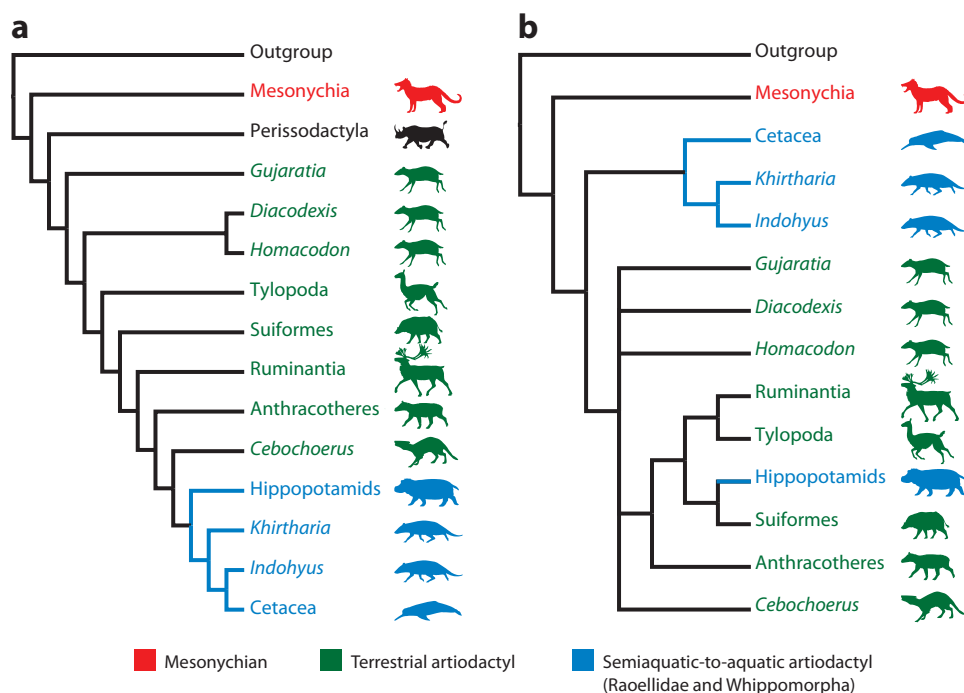 a
Outgroup
Mesonychia
Perissodactyla
Gujaratia
Diacodexis
Homacodon
Tylopoda
Suiformes
Ruminantia
Anthracotheres
Cebochoerus
Hippopotamids
Khirtharia
Indohyus
Cetacea
b
Outgroup
Mesonychia
Cetacea
Khirtharia
Indohyus
Gujaratia
Diacodexis
Homacodon
Ruminantia
Tylopoda
Hippopotamids
Suiformes
Anthracotheres
Cebochoerus
Mesonychian
Terrestrial artiodactyl
Semiaquatic-to-aquatic artiodactyl
(Raoellidae and Whippomorpha)